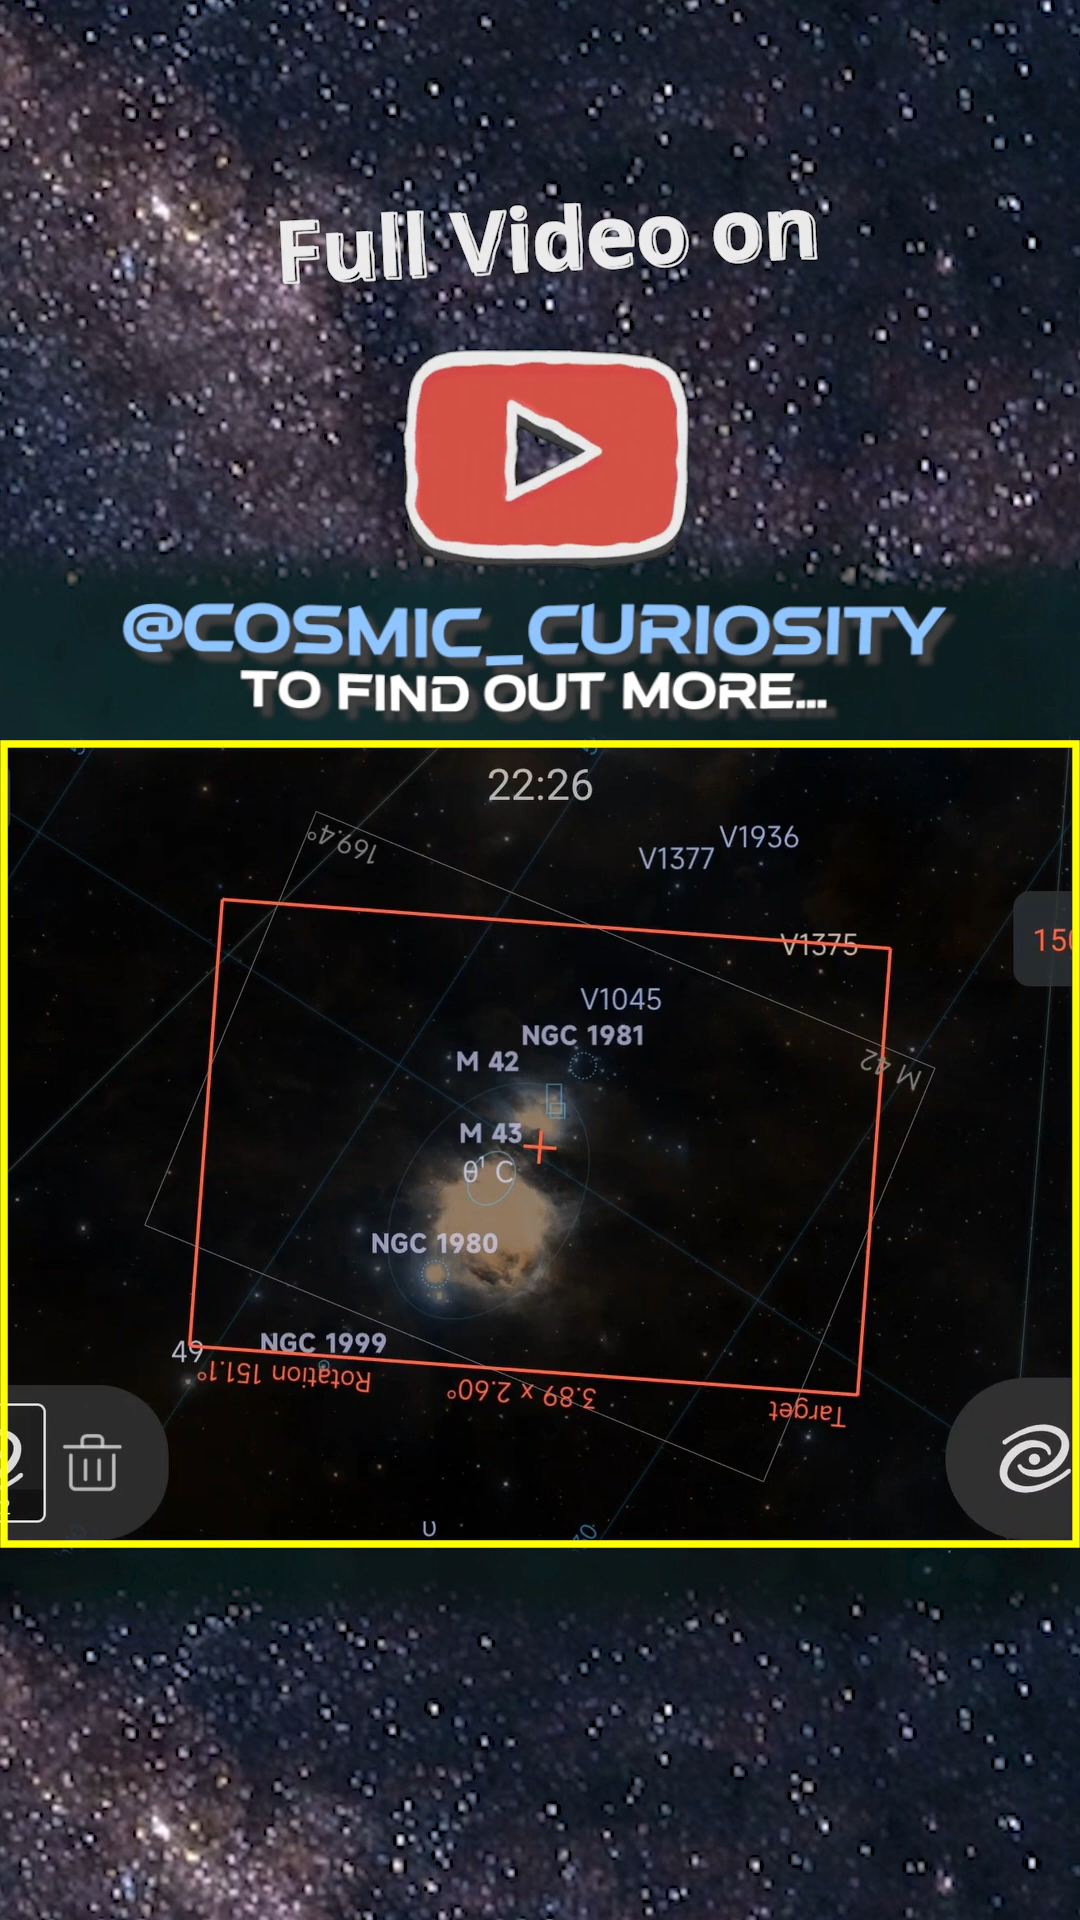 Full Video on
@COSMIC_CURIOSITY
TO FIND OUT MORE...
22:26
V1936
V1377
169.4°
V1375
150
V1045
NGC 1981
M 42
M 42
M 43
θ¹ C
NGC 1980
NGC 1999
49
Rotation 151.1°
3.89 x 2.60°
Target
υ